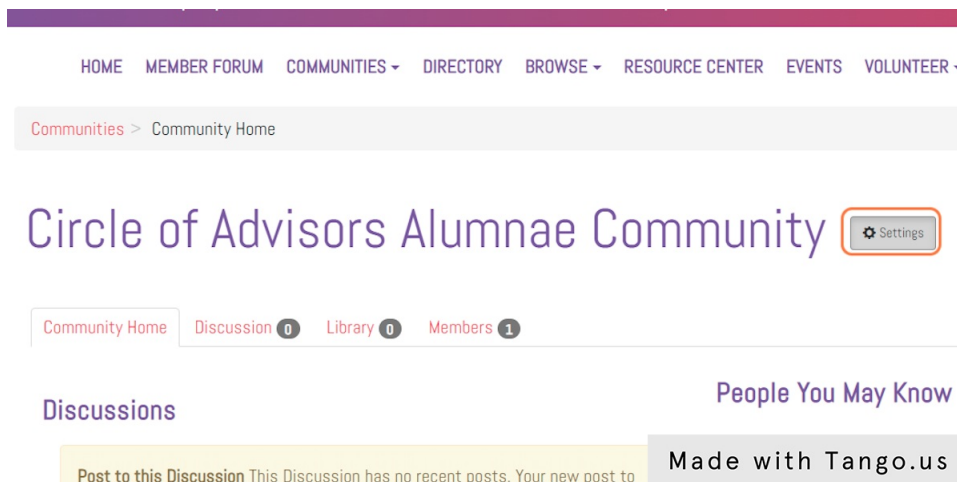 HOME MEMBER FORUM COMMUNITIES DIRECTORY BROWSE RESOURCE CENTER EVENTS VOLUNTEER
Communities > Community Home
Circle of Advisors Alumnae Community Settings
Community Home Discussion 0 Library 0 Members 1
Discussions
People You May Know
Post to this Discussion This Discussion has no recent posts. Your new post to
Made with Tango.us